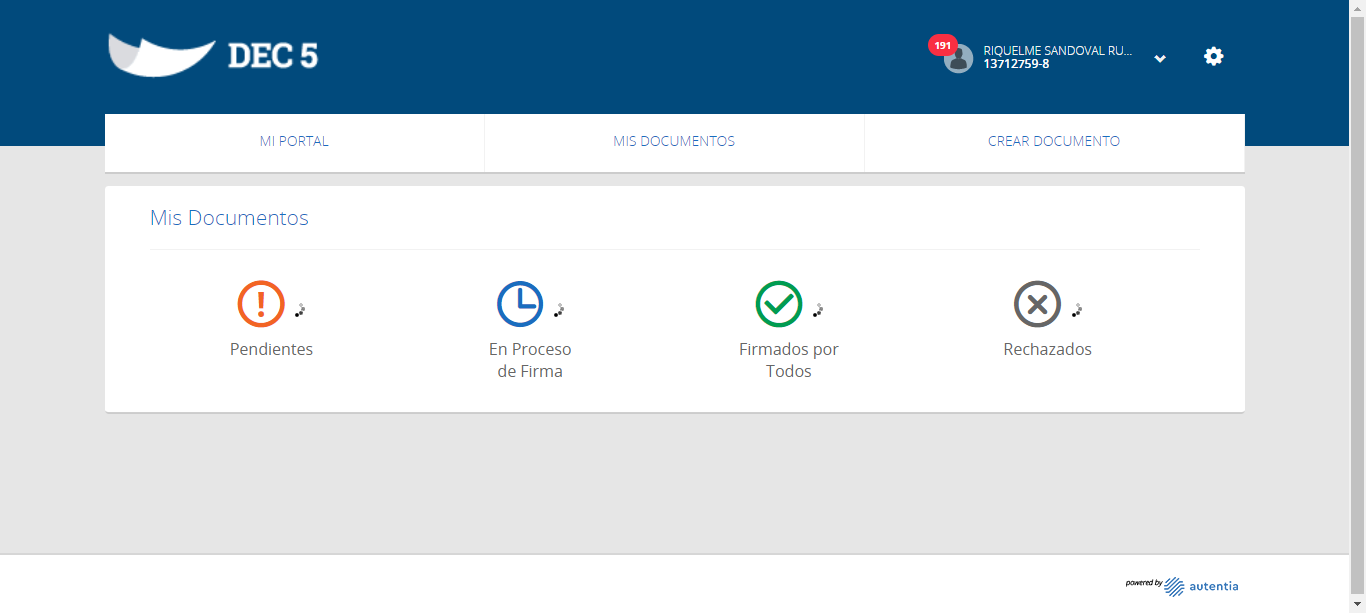 DEC 5
191
RIQUELME SANDOVAL RU...
13712759-8
MI PORTAL
MIS DOCUMENTOS
CREAR DOCUMENTO
Mis Documentos
Pendientes
En Proceso
de Firma
Firmados por
Todos
Rechazados
powered by autentia